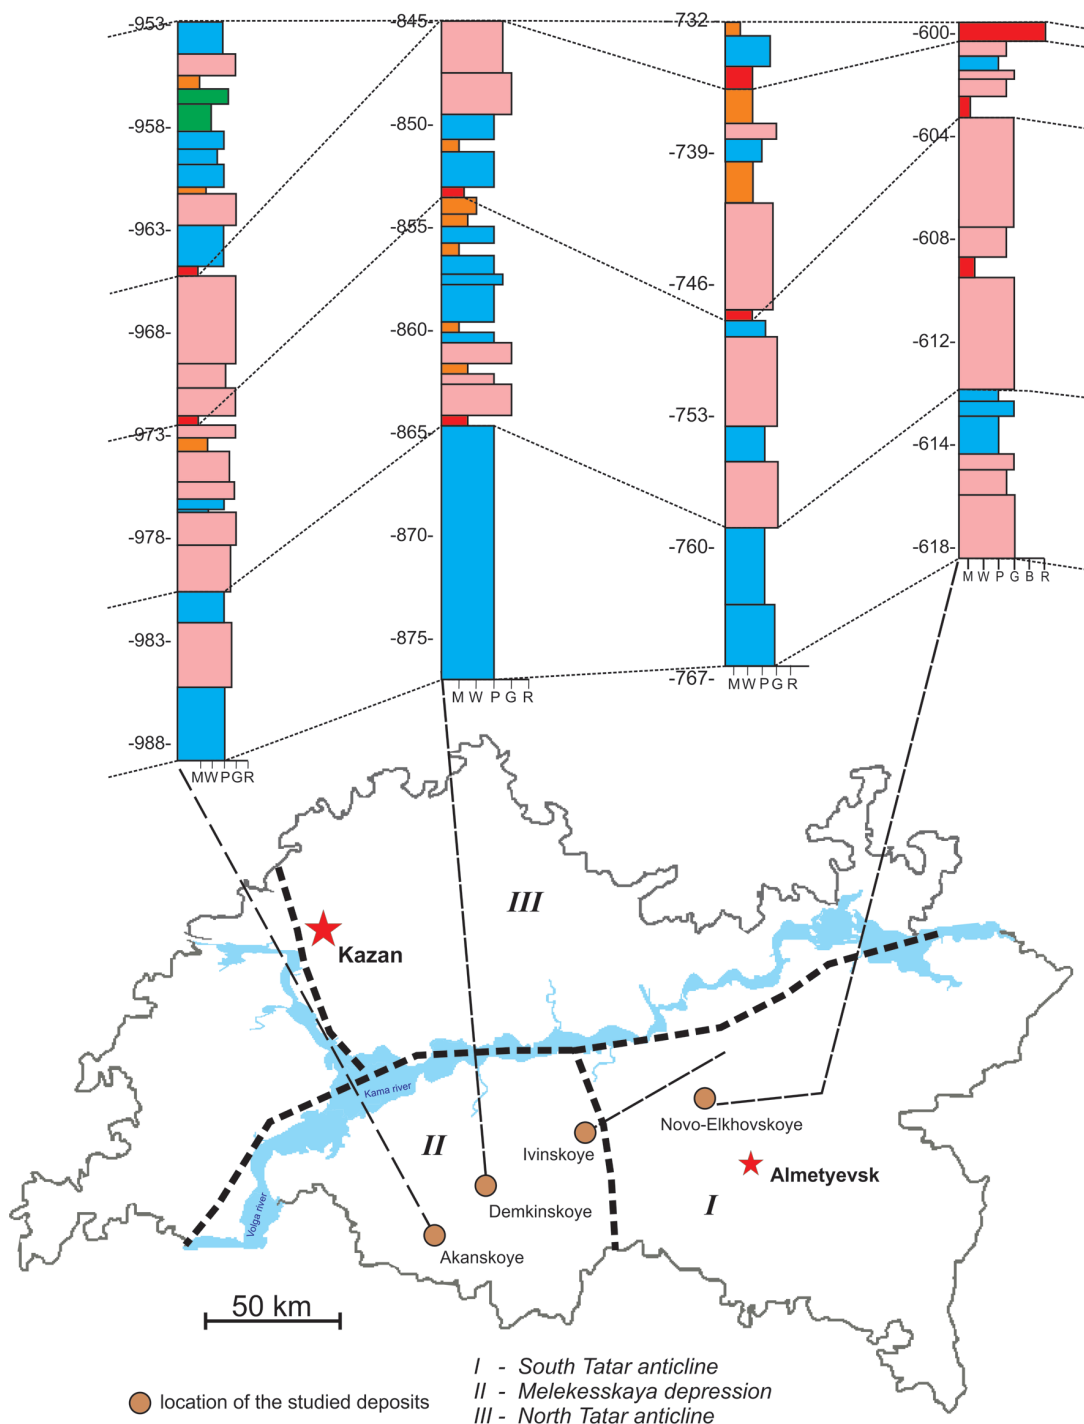 -953-
-958-
-963-
-968-
-973-
-978-
-983-
-988-
M W P G R
-845-
-850-
-855-
-860-
-865-
-870-
-875-
M W P G R
-732-
-739-
-746-
-753-
-760-
-767-
M W P G R
-600-
-604-
-608-
-612-
-614-
-618-
M W P G B R
III
Kazan
Kama river
II
Ivinskoye
Novo-Elkhovskoye
Almetyevsk
I
Demkinskoye
Volga river
Akanskoye
50 km
location of the studied deposits
I - South Tatar anticline
II - Melekesskaya depression
III - North Tatar anticline